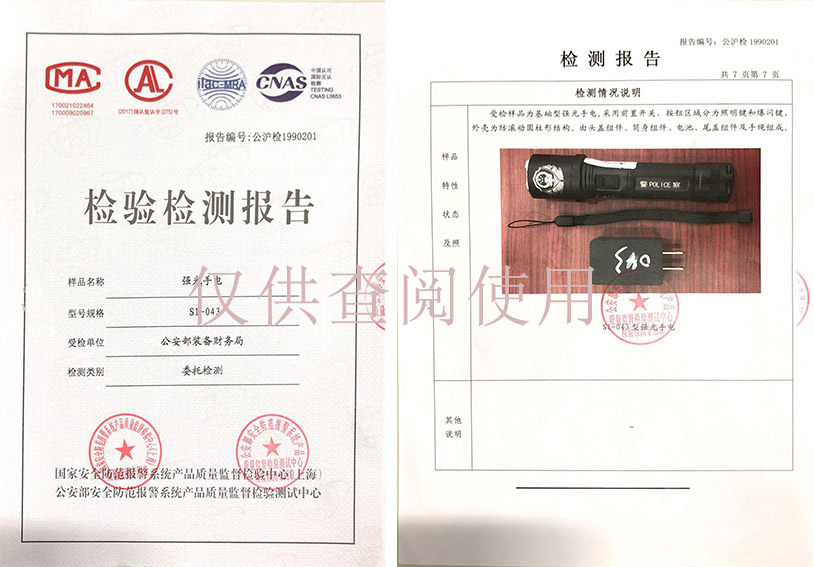 MA
170021022464
170009020967
AL
(2017)国认监认字(275)号
ilac-MRA
CNAS
中国认可
国际互认
检测
TESTING
CNAS L0653
报告编号:公沪检1990201
检验检测报告
样品名称 强光手电
型号规格 S1-043
受检单位 公安部装备财务局
检测类别 委托检测
国家安全防范报警系统产品质量监督检验中心(上海)
公安部安全防范报警系统产品质量监督检验测试中心
报告编号：公沪检1990201
检测报告
共 7 页第 7 页
检测情况说明
受检样品为基础型强光手电,采用前置开关，按钮区域分为照明键和爆闪键，
外壳为防滚动圆柱形结构，由头盖组件、筒身组件、电池、尾盖组件及手绳组成。
样品
特性
状态
及照
警 POLICE 察
S1-043型强光手电
其他
说明
仅供查阅使用